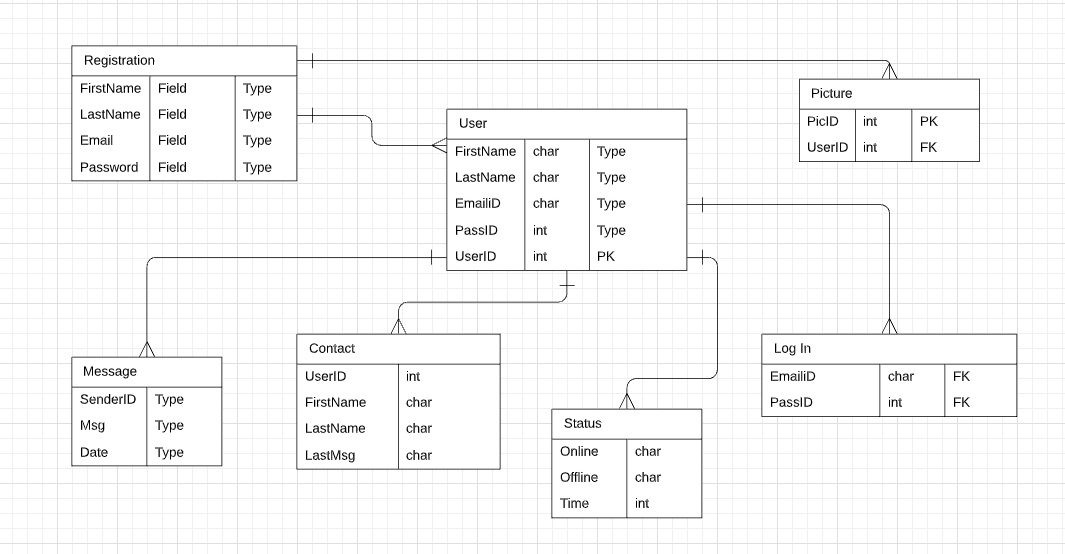 Registration
FirstName Field Type
LastName Field Type
Email Field Type
Password Field Type
Picture
PicID int PK
UserID int FK
User
FirstName char Type
LastName char Type
EmailiD char Type
PassID int Type
UserID int PK
Message
SenderID Type
Msg Type
Date Type
Contact
UserID int
FirstName char
LastName char
LastMsg char
Status
Online char
Offline char
Time int
Log In
EmailiD char FK
PassID int FK